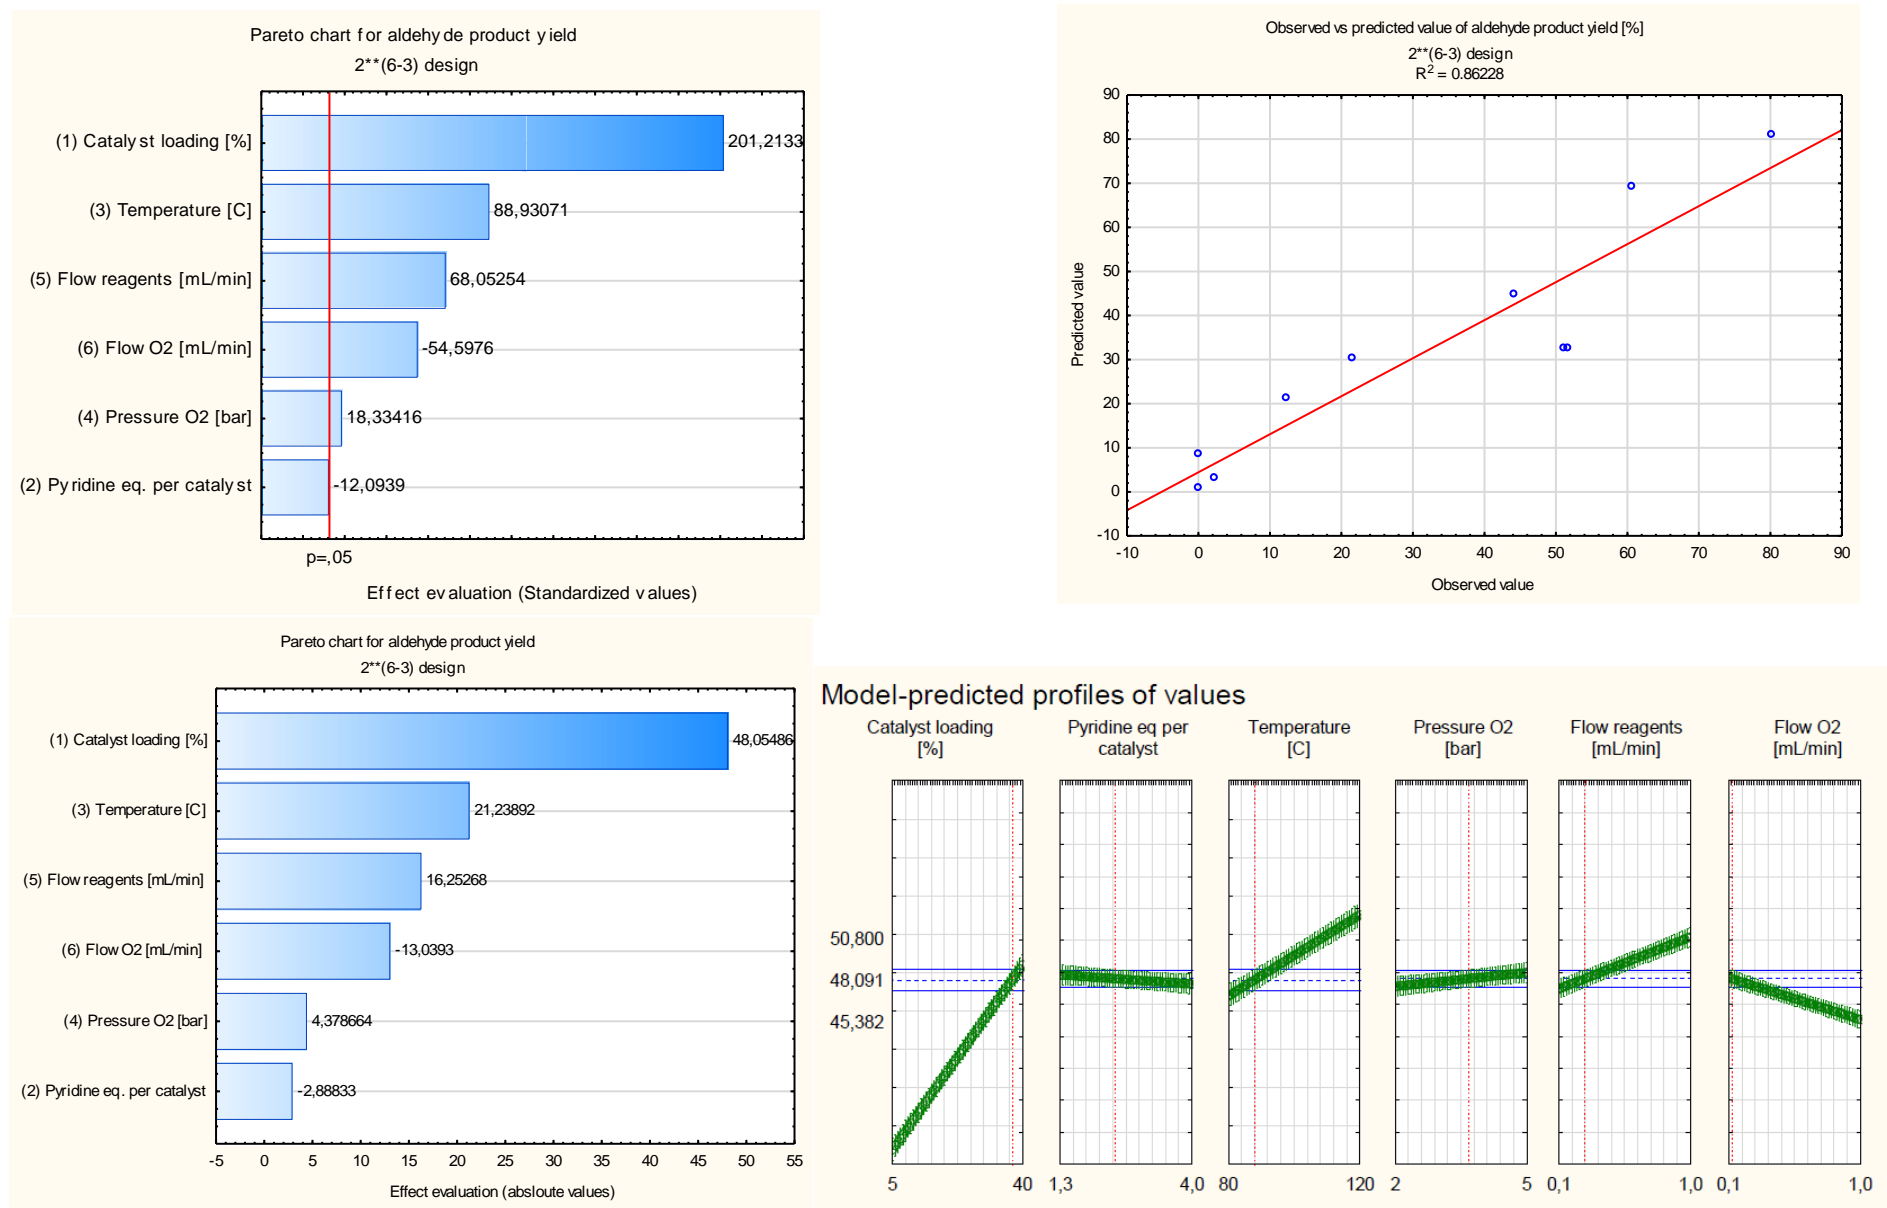 Pareto chart for aldehyde product yield
2**(6-3) design
(1) Catalyst loading [%]
201,2133
(3) Temperature [C]
88,93071
(5) Flow reagents [mL/min]
68,05254
(6) Flow O2 [mL/min]
-54,5976
(4) Pressure O2 [bar]
18,33416
(2) Pyridine eq. per catalyst
-12,0939
p=,05
Effect evaluation (Standardized values)
Observed vs predicted value of aldehyde product yield [%]
2**(6-3) design
R² = 0.86228
90
80
70
60
50
40
30
20
10
0
-10
Predicted value
-10 0 10 20 30 40 50 60 70 80 90
Observed value
Pareto chart for aldehyde product yield
2**(6-3) design
(1) Catalyst loading [%]
48,05486
(3) Temperature [C]
21,23892
(5) Flow reagents [mL/min]
16,25268
(6) Flow O2 [mL/min]
-13,0393
(4) Pressure O2 [bar]
4,378664
(2) Pyridine eq. per catalyst
-2,88833
-5 0 5 10 15 20 25 30 35 40 45 50 55
Effect evaluation (absloute values)
Model-predicted profiles of values
Catalyst loading
[%]
Pyridine eq per
catalyst
Temperature
[C]
Pressure O2
[bar]
Flow reagents
[mL/min]
Flow O2
[mL/min]
50,800
48,091
45,382
5 40 1,3 4,0 80 120 2 5 0,1 1,0 0,1 1,0